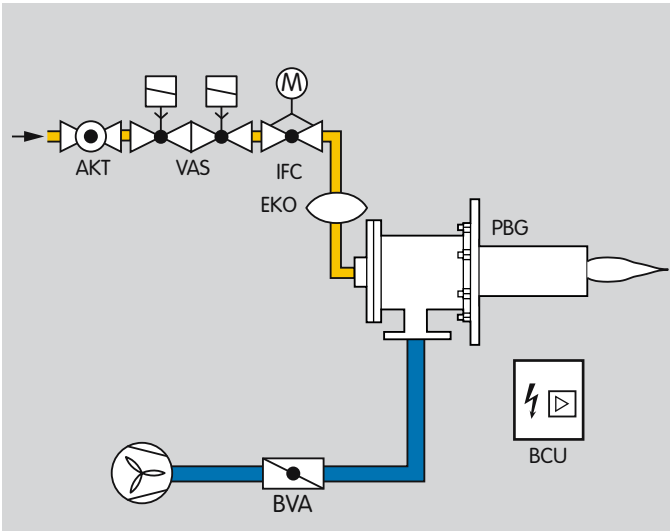 M
AKT
VAS
IFC
EKO
PBG
BCU
BVA